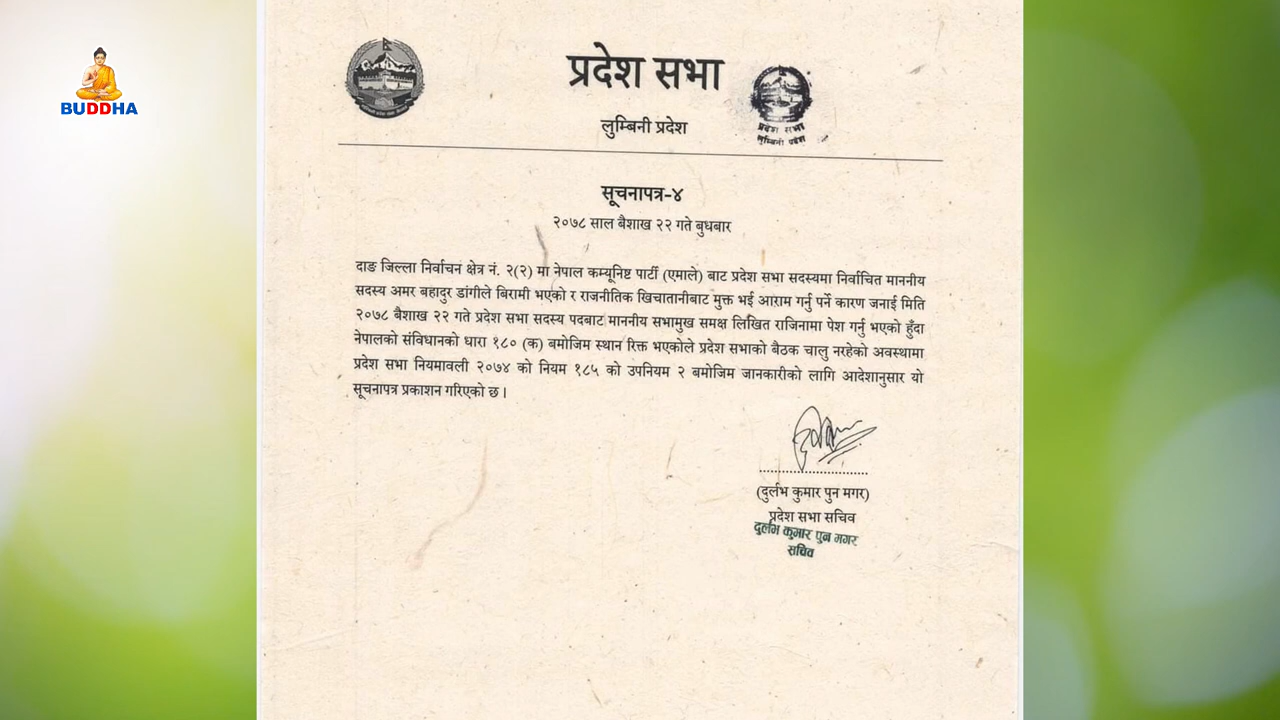 BUDDHA
प्रदेश सभा
लुम्बिनी प्रदेश
प्रदेश सभा
लुम्बिनी प्रदेश
सूचनापत्र-४
२०७८ साल बैशाख २२ गते बुधबार
दाङ जिल्ला निर्वाचन क्षेत्र नं. २(२) मा नेपाल कम्यूनिष्ट पार्टी (एमाले) बाट प्रदेश सभा सदस्यमा निर्वाचित माननीय
सदस्य अमर बहादुर डांगीले बिरामी भएको र राजनीतिक खिचातानीबाट मुक्त भई आराम गर्नु पर्ने कारण जनाई मिति
२०७८ बैशाख २२ गते प्रदेश सभा सदस्य पदबाट माननीय सभामुख समक्ष लिखित राजिनामा पेश गर्नु भएको हुँदा
नेपालको संविधानको धारा १८० (क) बमोजिम स्थान रिक्त भएकोले प्रदेश सभाको बैठक चालु नरहेको अवस्थामा
प्रदेश सभा नियमावली २०७४ को नियम १८५ को उपनियम २ बमोजिम जानकारीको लागि आदेशानुसार यो
सूचनापत्र प्रकाशन गरिएको छ ।
(दुर्लभ कुमार पुन मगर)
प्रदेश सभा सचिव
दुर्लभ कुमार पुन मगर
सचिव